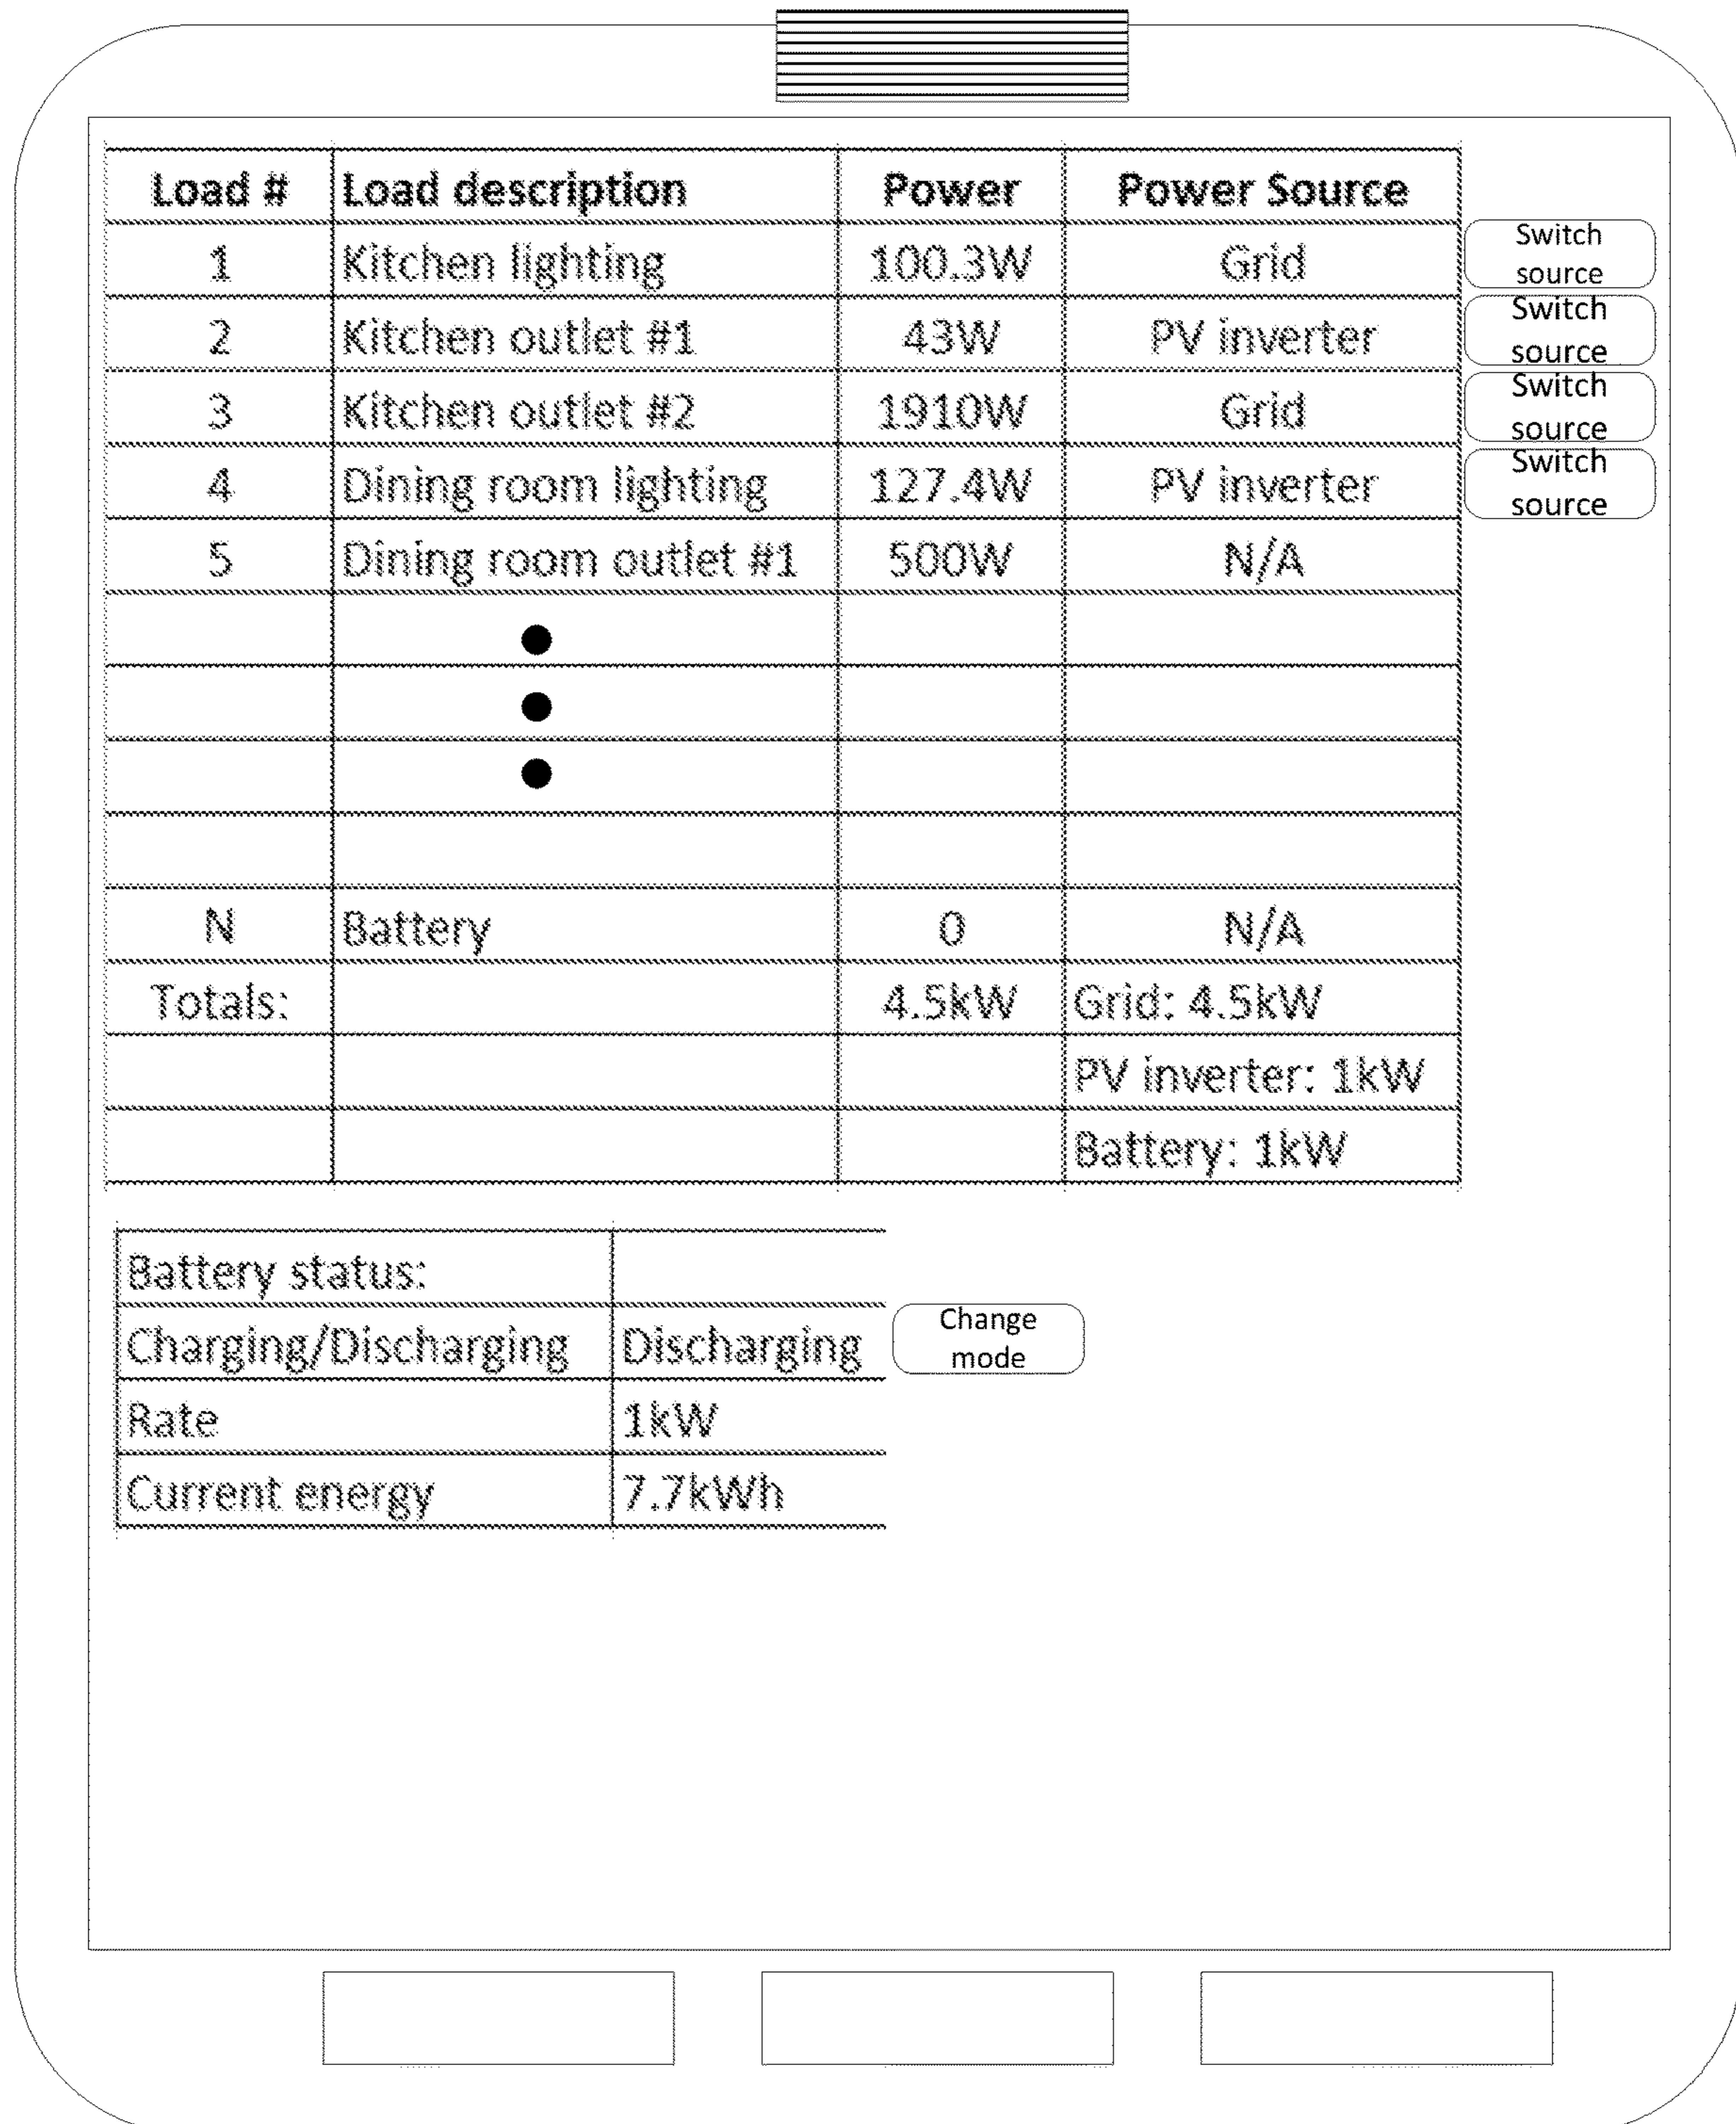 Load # Load description Power Power Source
1 Kitchen lighting 100.3W Grid Switch source
2 Kitchen outlet #1 43W PV inverter Switch source
3 Kitchen outlet #2 1910W Grid Switch source
4 Dining room lighting 127.4W PV inverter Switch source
5 Dining room outlet #1 500W N/A
N Battery 0 N/A
Totals: 4.5kW Grid: 4.5kW
PV inverter: 1kW
Battery: 1kW
Battery status:
Charging/Discharging Discharging Change mode
Rate 1kW
Current energy 7.7kWh